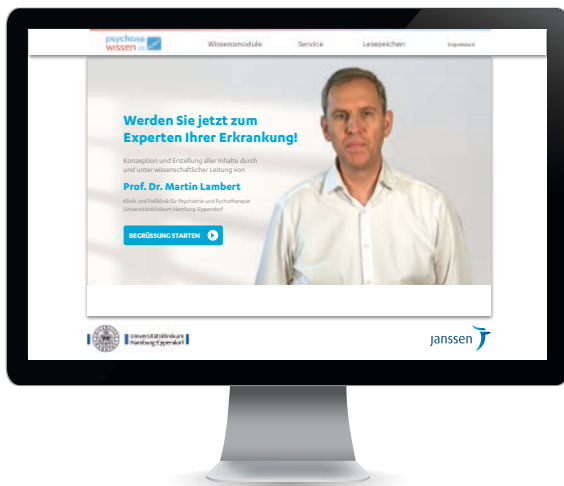 psychose
wissen.de
Wissensmodule Service Lesezeichen Impressum
Werden Sie jetzt zum
Experten Ihrer Erkrankung!
Konzeption und Erstellung aller Inhalte durch
und unter wissenschaftlicher Leitung von
Prof. Dr. Martin Lambert
Klinik und Poliklinik für Psychiatrie und Pychotherapie
Universitätsklinikum Hamburg-Eppendorf
BEGRÜSSUNG STARTEN
Universitätsklinikum
Hamburg-Eppendorf
janssen